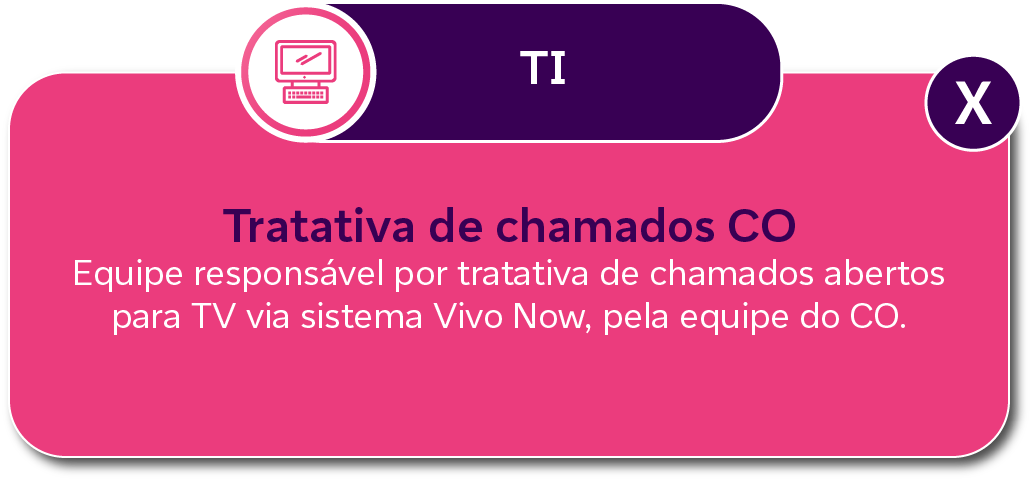 TI
X
Tratativa de chamados CO
Equipe responsável por tratativa de chamados abertos
para TV via sistema Vivo Now, pela equipe do CO.